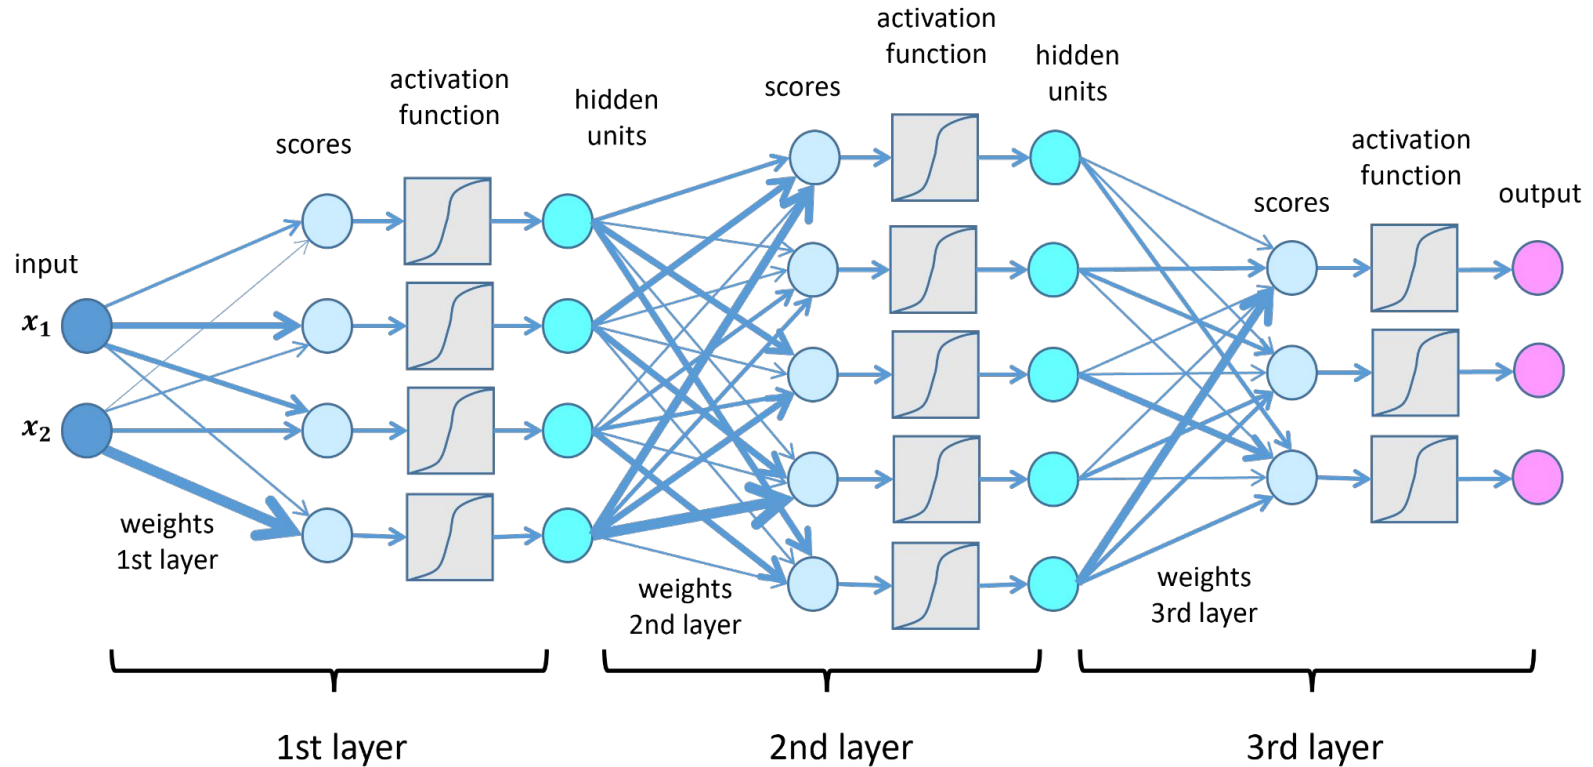 input
x₁
x₂
weights
1st layer
scores
activation
function
hidden
units
weights
2nd layer
scores
activation
function
hidden
units
weights
3rd layer
scores
activation
function
output
1st layer
2nd layer
3rd layer